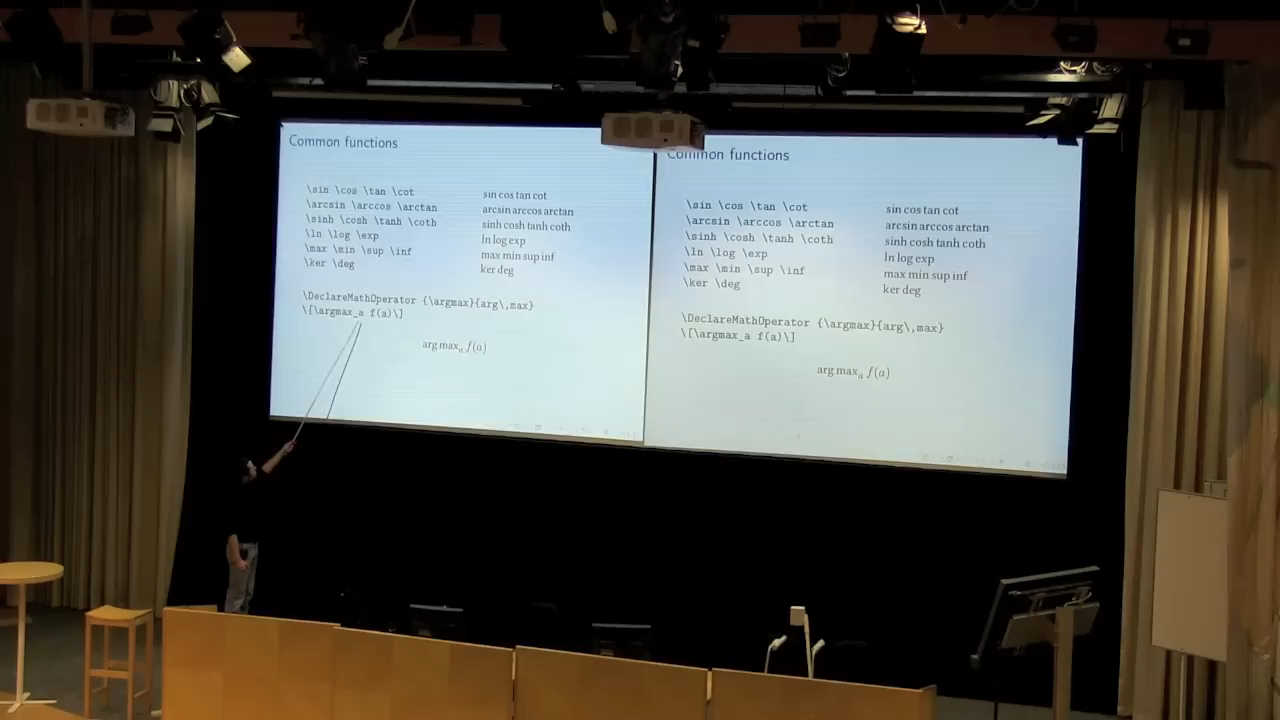 Common functions
\sin \cos \tan \cot sin cos tan cot
\arcsin \arccos \arctan arcsin arccos arctan
\sinh \cosh \tanh \coth sinh cosh tanh coth
\ln \log \exp ln log exp
\max \min \sup \inf max min sup inf
\ker \deg ker deg
\DeclareMathOperator {\argmax}{arg\,max}
\[\argmax_a f(a)\]
arg maxₐ f(a)
Common functions
\sin \cos \tan \cot sin cos tan cot
\arcsin \arccos \arctan arcsin arccos arctan
\sinh \cosh \tanh \coth sinh cosh tanh coth
\ln \log \exp ln log exp
\max \min \sup \inf max min sup inf
\ker \deg ker deg
\DeclareMathOperator {\argmax}{arg\,max}
\[\argmax_a f(a)\]
arg maxₐ f(a)